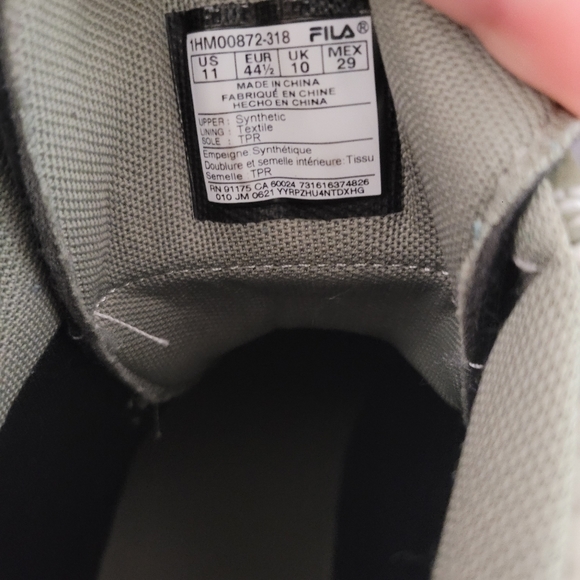 1HM00872-318 FILA®
US EUR UK MEX
11 44½ 10 29
MADE IN CHINA
FABRIQUÉ EN CHINE
HECHO EN CHINA
UPPER: Synthetic
LINING: Textile
SOLE: TPR
Empeigne Synthétique
Doublure et semelle intérieure: Tissu
Semelle TPR
RN 91175 CA 60024 731616374826
010 JM 0621 YYRPZHU4NTDXHG